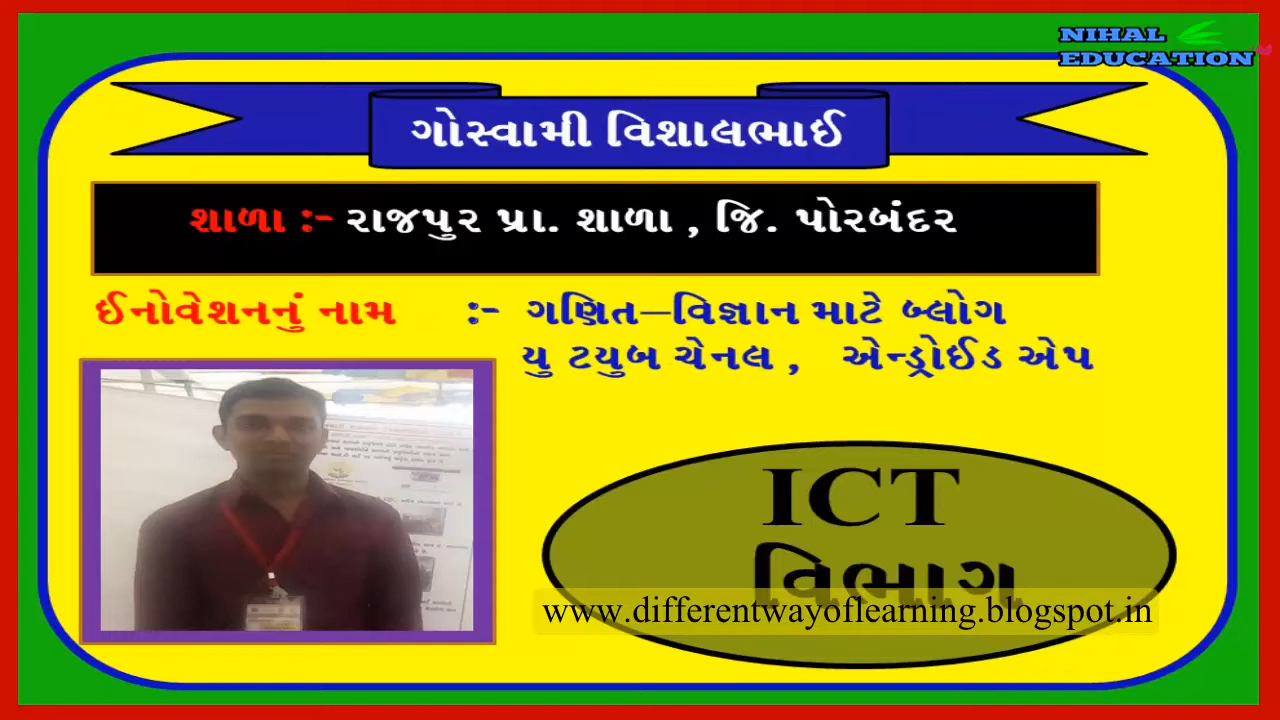 NIHAL
EDUCATION
ગોસ્વામી વિશાલભાઈ
શાળા :- રાજપુર પ્રા. શાળા , જિ. પોરબંદર
ઈનોવેશનનું નામ :- ગણિત–વિજ્ઞાન માટે બ્લોગ
યુ ટયુબ ચેનલ , એન્ડ્રોઈડ એપ
ICT
વિભાગ
www.differentwayoflearning.blogspot.in